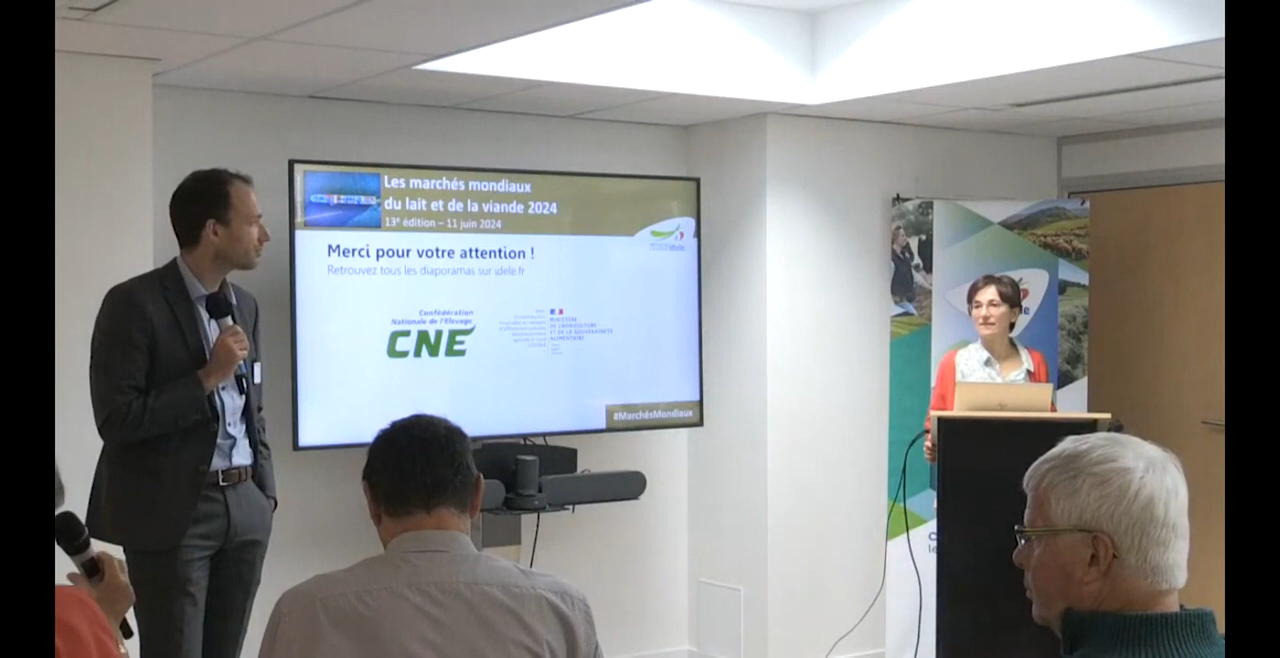 Les marchés mondiaux
du lait et de la viande 2024
13e édition – 11 juin 2024
Merci pour votre attention !
Retrouvez tous les diaporamas sur idele.fr
Confédération
Nationale de l'Elevage
CNE
MINISTÈRE
DE L'AGRICULTURE
ET DE LA SOUVERAINETÉ
ALIMENTAIRE
#MarchésMondiaux